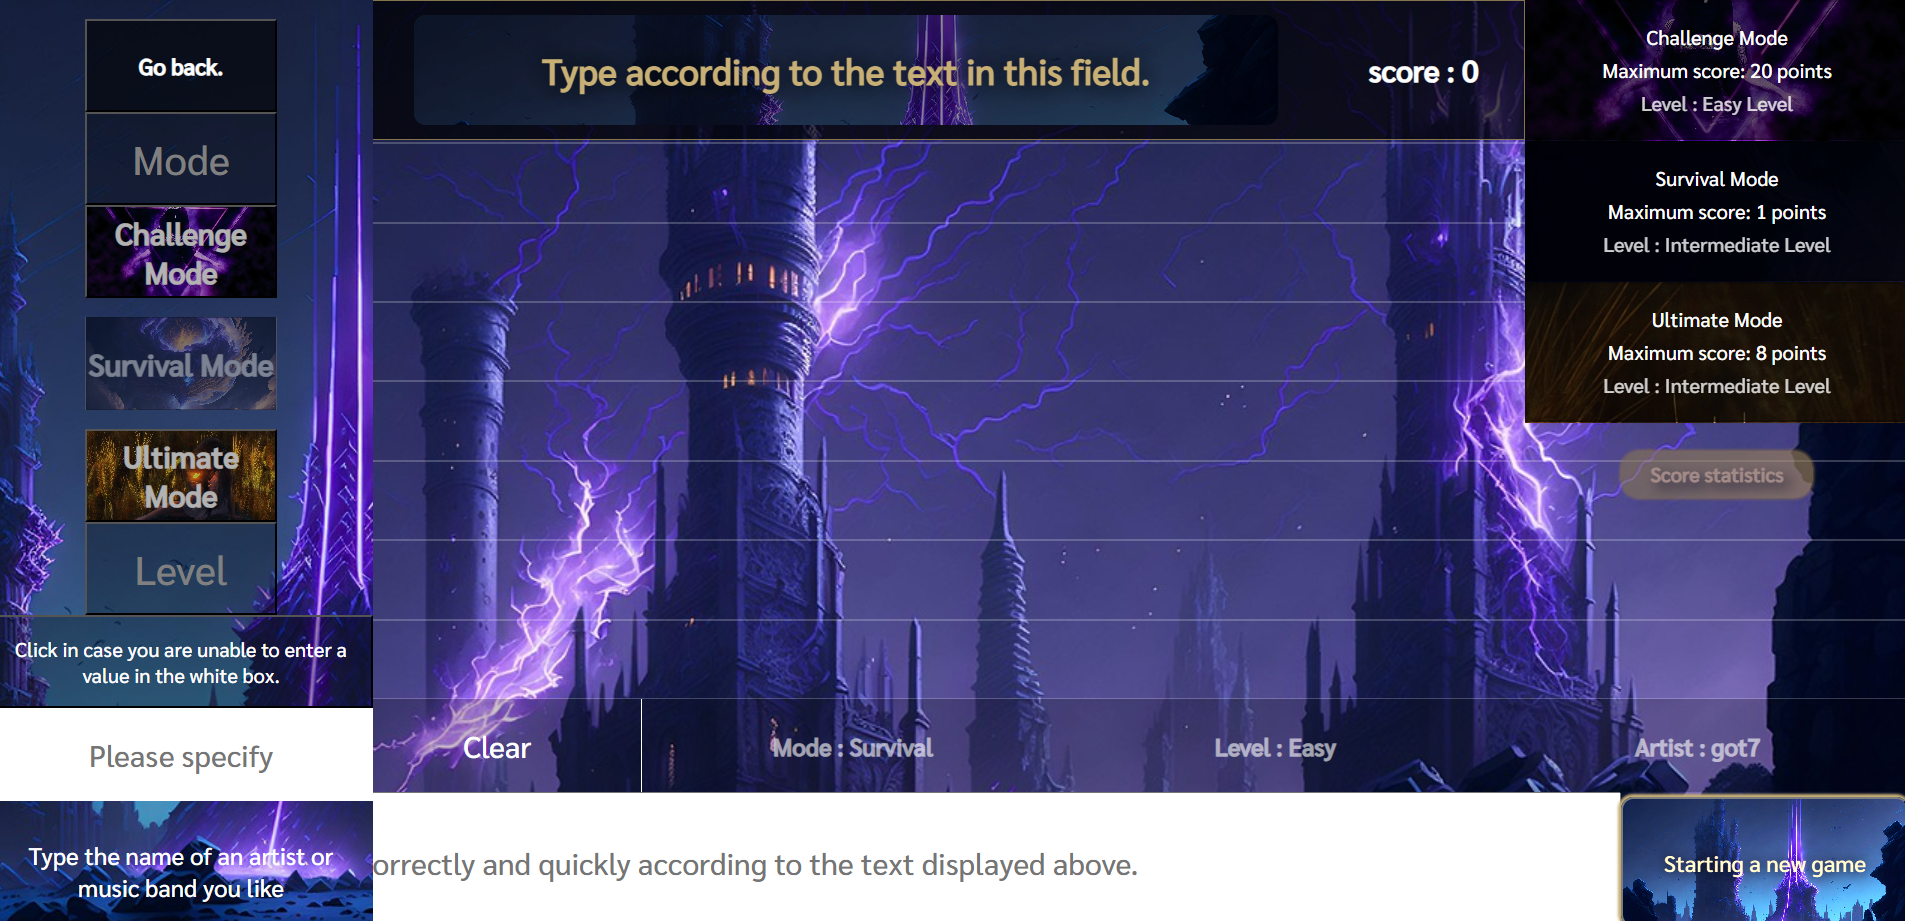 Go back.
Mode
Challenge
Mode
Survival Mode
Ultimate
Mode
Level
Click in case you are unable to enter a
value in the white box.
Please specify
Type the name of an artist or
music band you like
Type according to the text in this field.
score : 0
Clear
Mode : Survival
Level : Easy
Artist : got7
orrectly and quickly according to the text displayed above.
Challenge Mode
Maximum score: 20 points
Level : Easy Level
Survival Mode
Maximum score: 1 points
Level : Intermediate Level
Ultimate Mode
Maximum score: 8 points
Level : Intermediate Level
Score statistics
Starting a new game